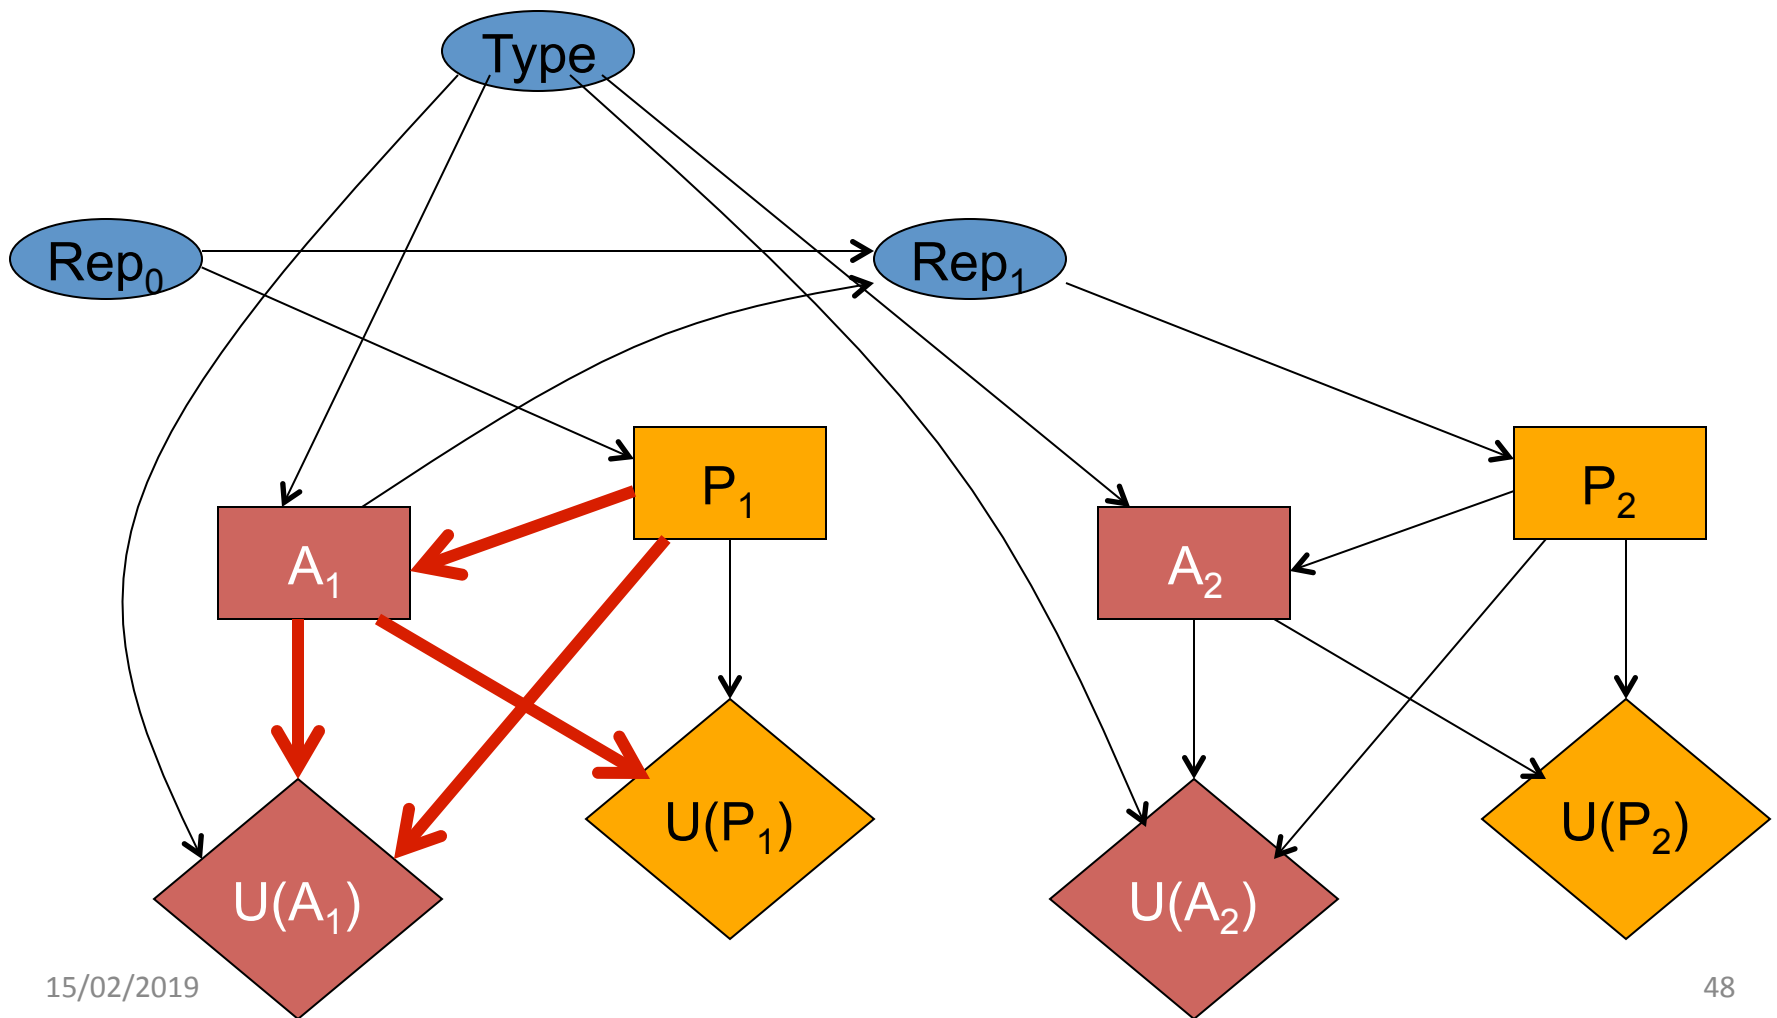 Type
Rep₀
Rep₁
P₁
P₂
A₁
A₂
U(P₁)
U(P₂)
U(A₁)
U(A₂)
15/02/2019
48